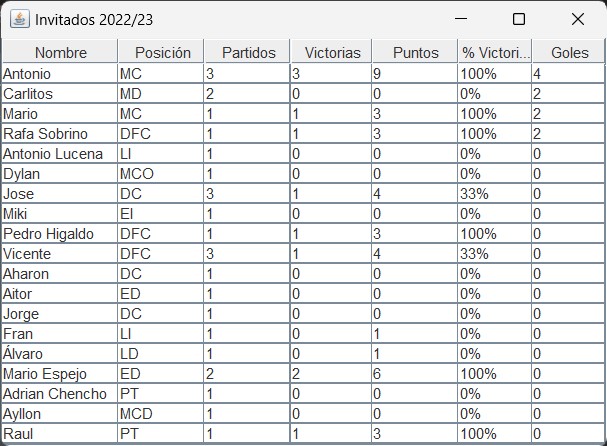 Invitados 2022/23
Nombre Posición Partidos Victorias Puntos % Victori... Goles
Antonio MC 3 3 9 100% 4
Carlitos MD 2 0 0 0% 2
Mario MC 1 1 3 100% 2
Rafa Sobrino DFC 1 1 3 100% 2
Antonio Lucena LI 1 0 0 0% 0
Dylan MCO 1 0 0 0% 0
Jose DC 3 1 4 33% 0
Miki EI 1 0 0 0% 0
Pedro Higaldo DFC 1 1 3 100% 0
Vicente DFC 3 1 4 33% 0
Aharon DC 1 0 0 0% 0
Aitor ED 1 0 0 0% 0
Jorge DC 1 0 0 0% 0
Fran LI 1 0 1 0% 0
Álvaro LD 1 0 1 0% 0
Mario Espejo ED 2 2 6 100% 0
Adrian Chencho PT 1 0 0 0% 0
Ayllon MCD 1 0 0 0% 0
Raul PT 1 1 3 100% 0